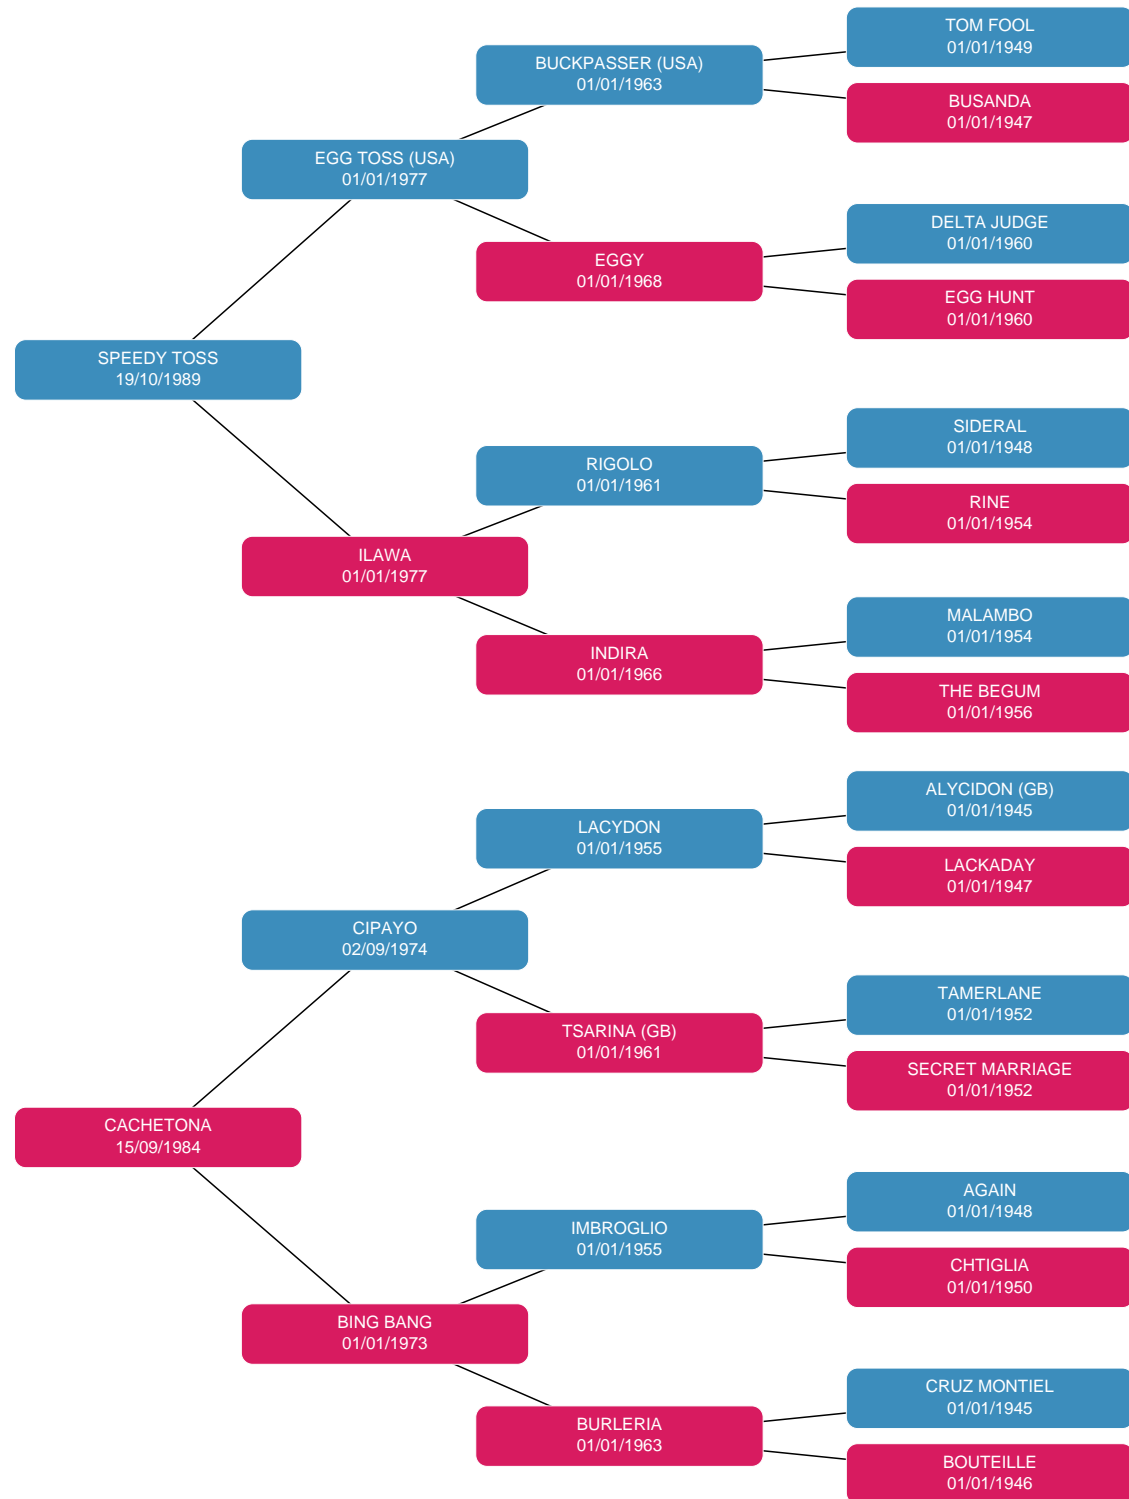 TOM FOOL
01/01/1949
BUCKPASSER (USA)
01/01/1963
BUSANDA
01/01/1947
EGG TOSS (USA)
01/01/1977
DELTA JUDGE
01/01/1960
EGGY
01/01/1968
EGG HUNT
01/01/1960
SPEEDY TOSS
19/10/1989
SIDERAL
01/01/1948
RIGOLO
01/01/1961
RINE
01/01/1954
ILAWA
01/01/1977
MALAMBO
01/01/1954
INDIRA
01/01/1966
THE BEGUM
01/01/1956
ALYCIDON (GB)
01/01/1945
LACYDON
01/01/1955
LACKADAY
01/01/1947
CIPAYO
02/09/1974
TAMERLANE
01/01/1952
TSARINA (GB)
01/01/1961
SECRET MARRIAGE
01/01/1952
CACHETONA
15/09/1984
AGAIN
01/01/1948
IMBROGLIO
01/01/1955
CHTIGLIA
01/01/1950
BING BANG
01/01/1973
CRUZ MONTIEL
01/01/1945
BURLERIA
01/01/1963
BOUTEILLE
01/01/1946